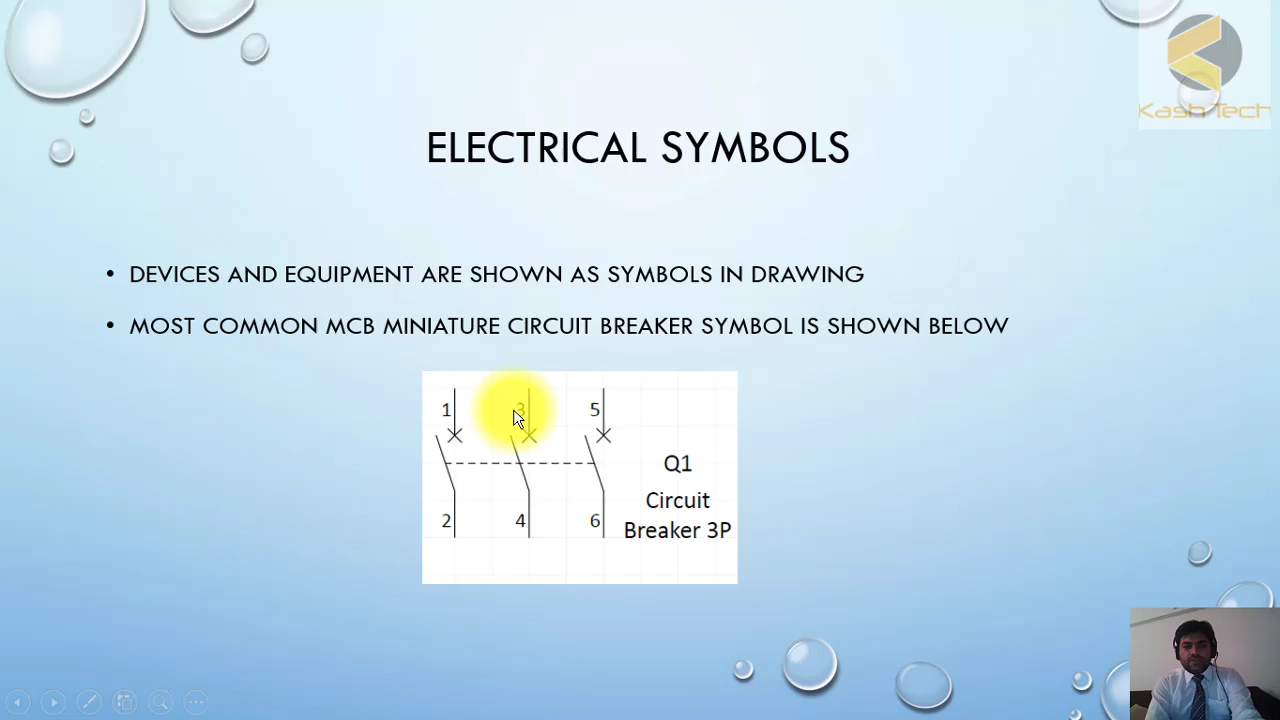 Kash Tech
ELECTRICAL SYMBOLS
• DEVICES AND EQUIPMENT ARE SHOWN AS SYMBOLS IN DRAWING
• MOST COMMON MCB MINIATURE CIRCUIT BREAKER SYMBOL IS SHOWN BELOW
1 3 5
Q1
Circuit
2 4 6 Breaker 3P